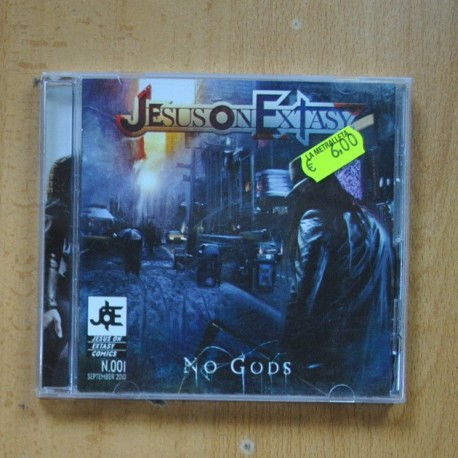 JESUS ON EXTASY
LA METRALLETA
€ 6,00
JOE
JESUS ON
EXTASY
COMICS
N.001
SEPTEMBER 2010
NO GODS